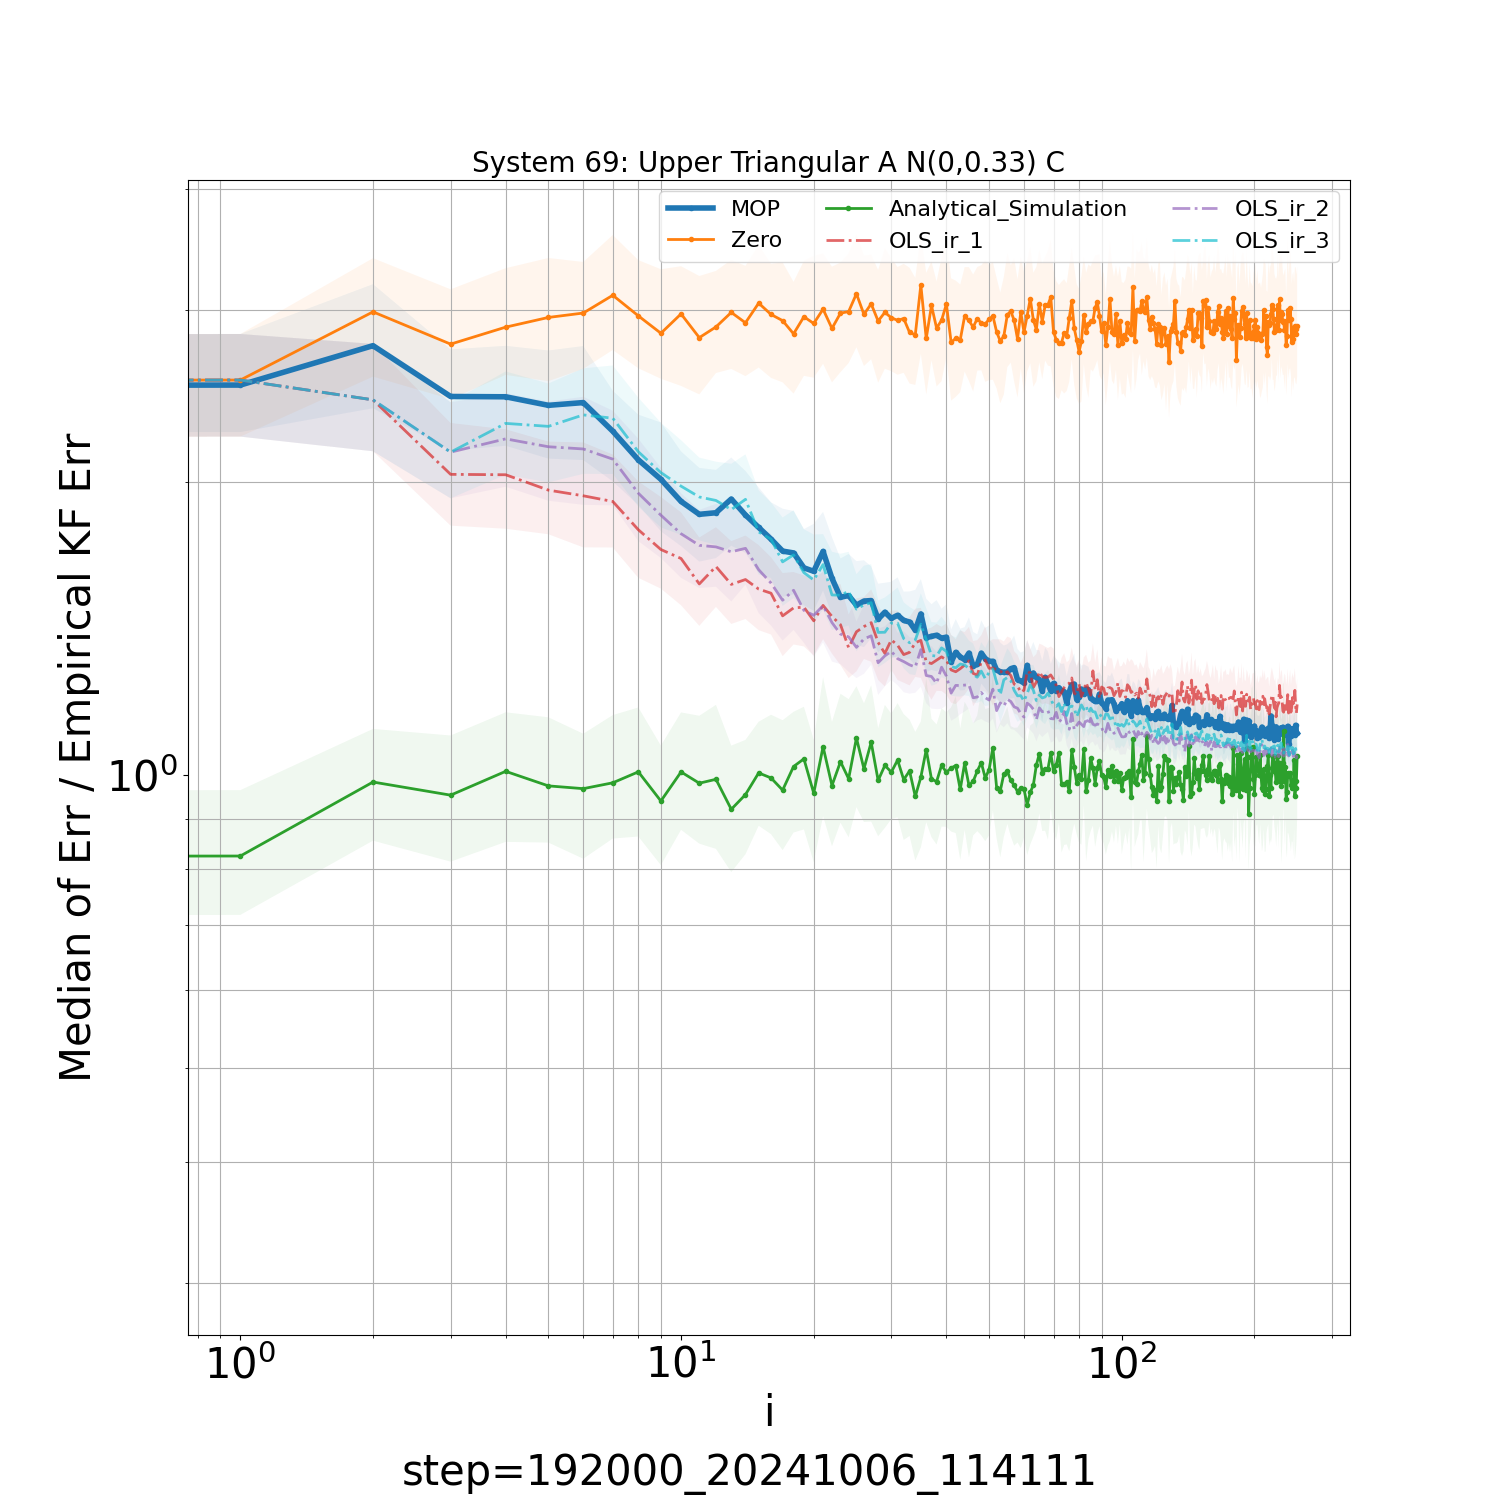 System 69: Upper Triangular A N(0,0.33) C
MOP
Zero
Analytical_Simulation
OLS_ir_1
OLS_ir_2
OLS_ir_3
Median of Err / Empirical KF Err
10⁰
10⁰ 10¹ 10²
i
step=192000_20241006_114111